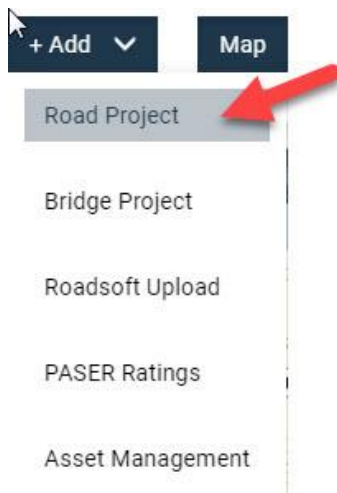 + Add Map
Road Project
Bridge Project
Roadsoft Upload
PASER Ratings
Asset Management